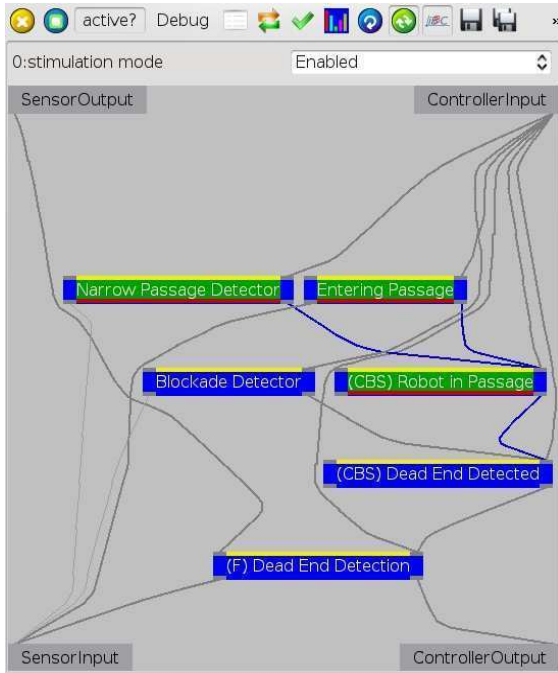 active? Debug »
0:stimulation mode Enabled
SensorOutput ControllerInput
Narrow Passage Detector Entering Passage
Blockade Detector (CBS) Robot in Passage
(CBS) Dead End Detected
(F) Dead End Detection
SensorInput ControllerOutput